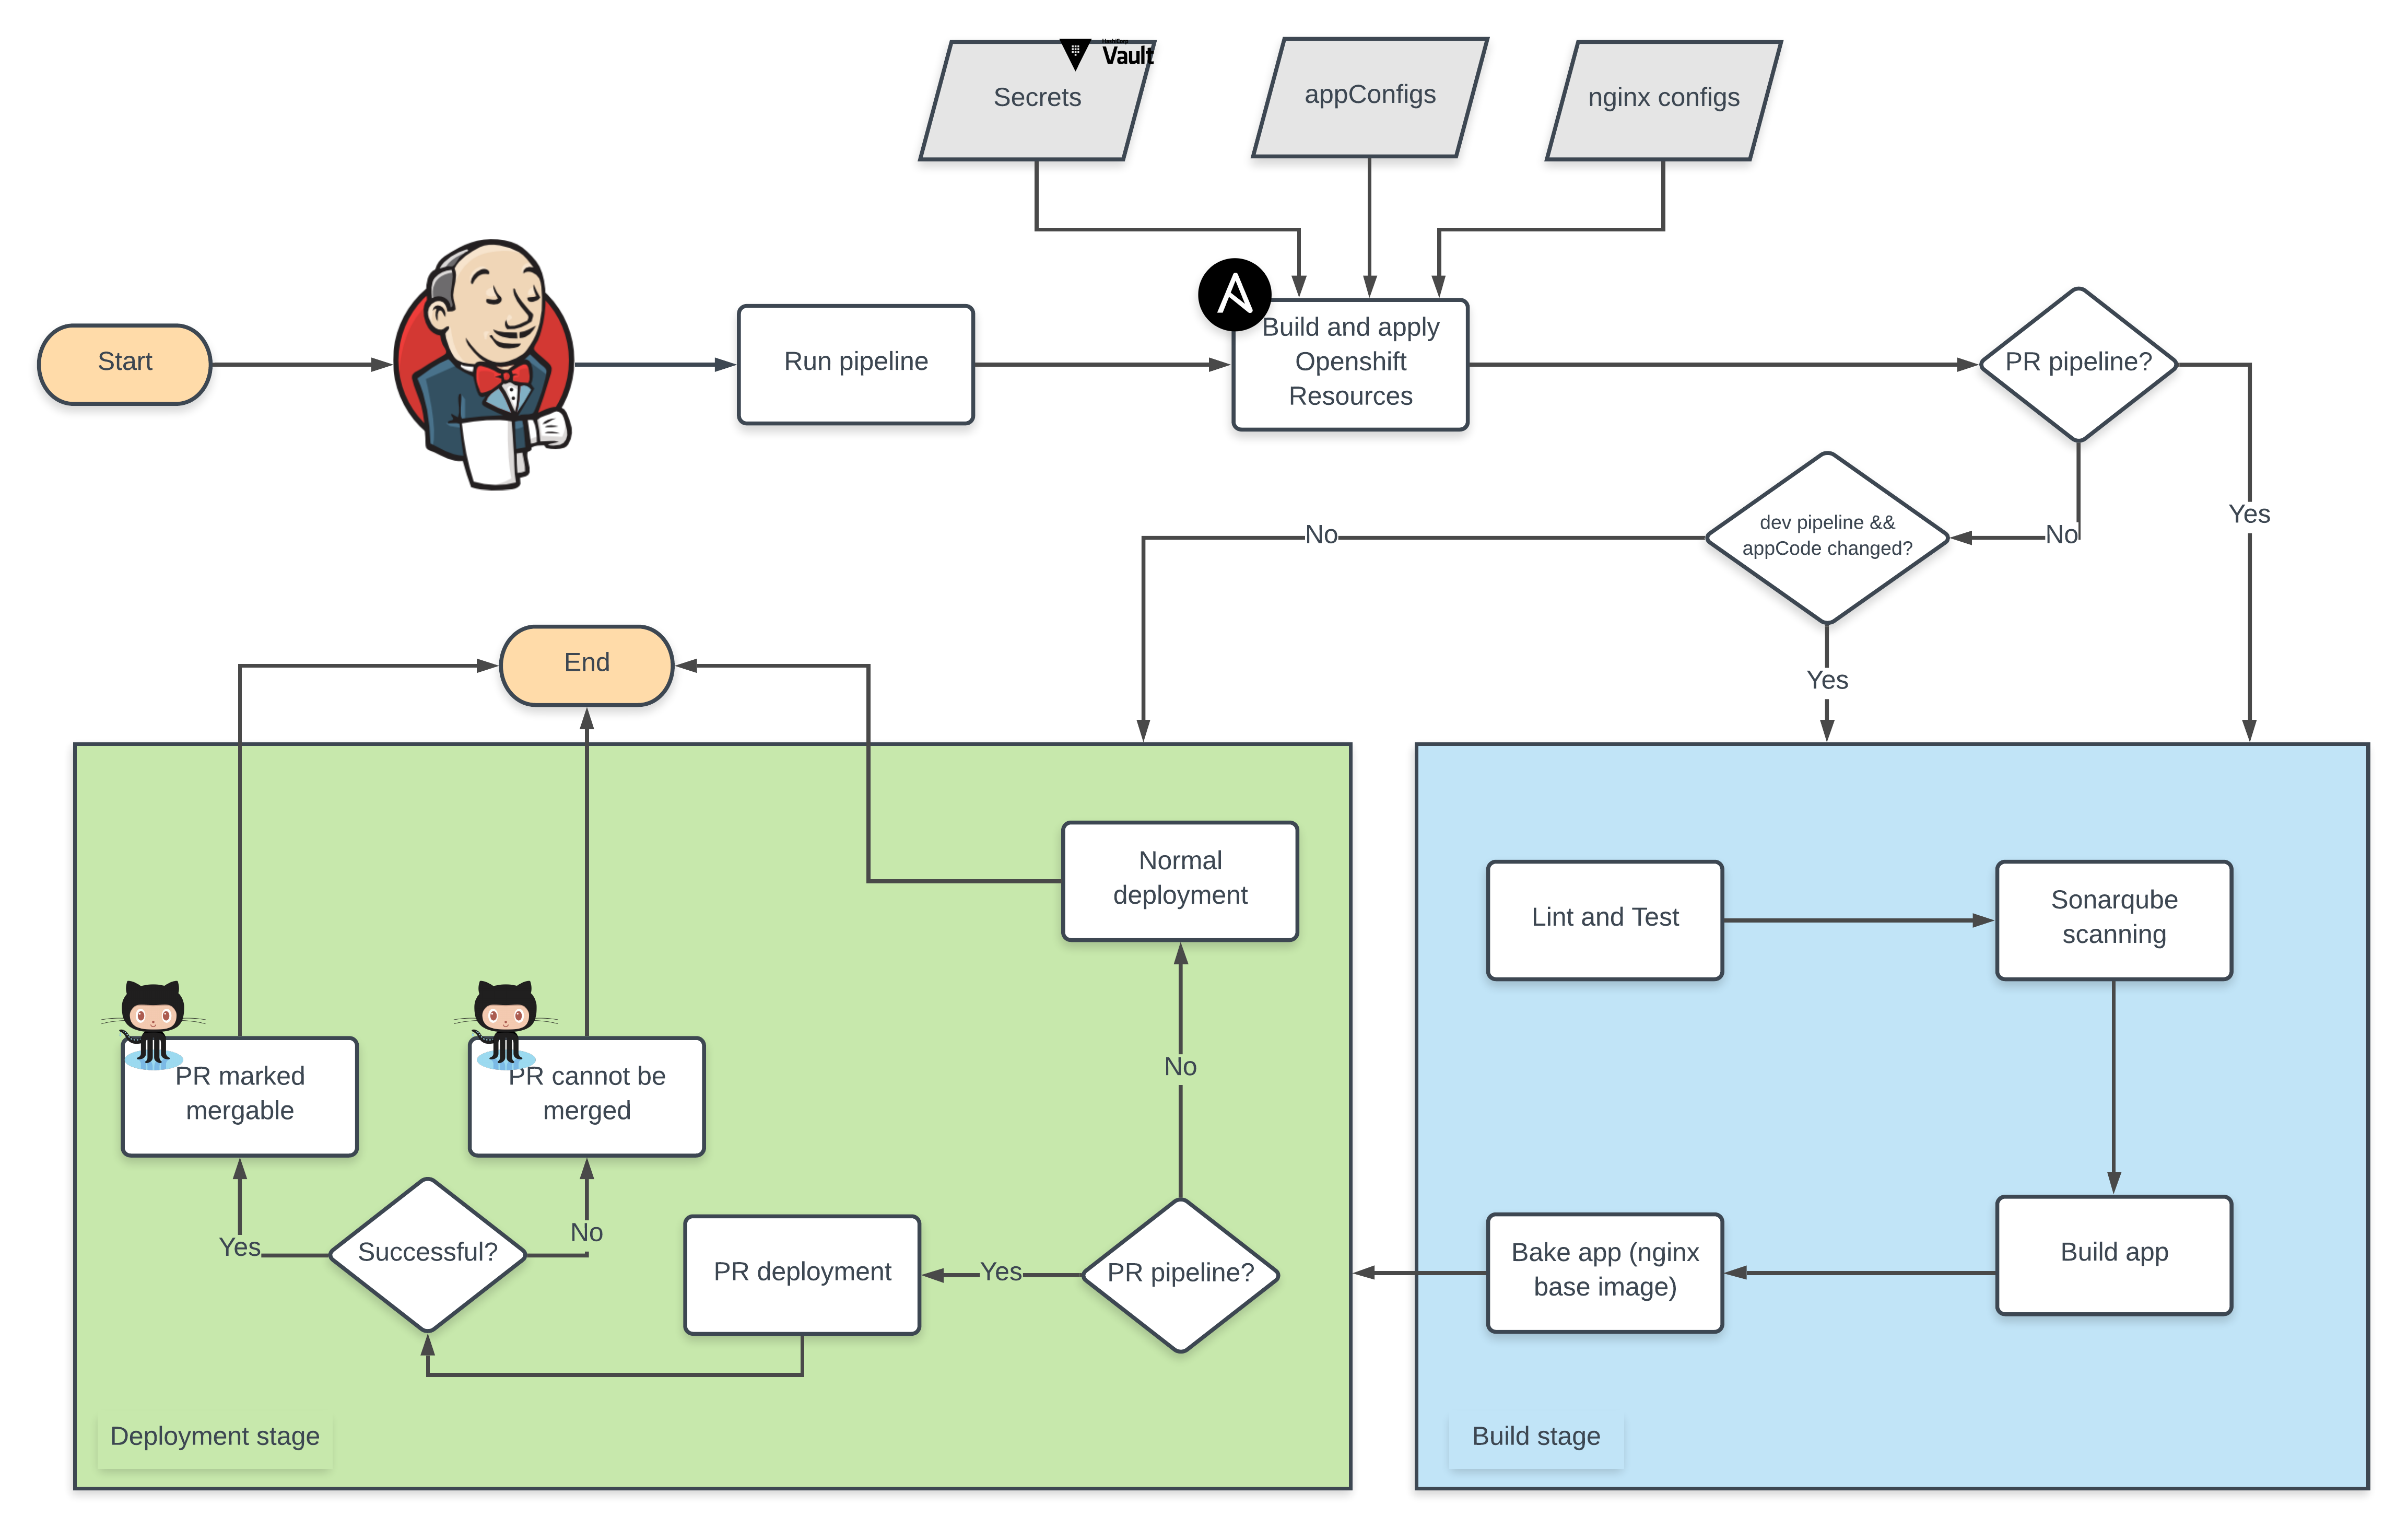 Vault
Secrets
appConfigs
nginx configs
Start
Run pipeline
Build and apply
Openshift
Resources
PR pipeline?
dev pipeline &&
appCode changed?
No
No
Yes
Yes
End
Normal
deployment
Lint and Test
Sonarqube
scanning
PR marked
mergable
PR cannot be
merged
No
Yes
Successful?
No
PR deployment
Yes
PR pipeline?
Bake app (nginx
base image)
Build app
Deployment stage
Build stage